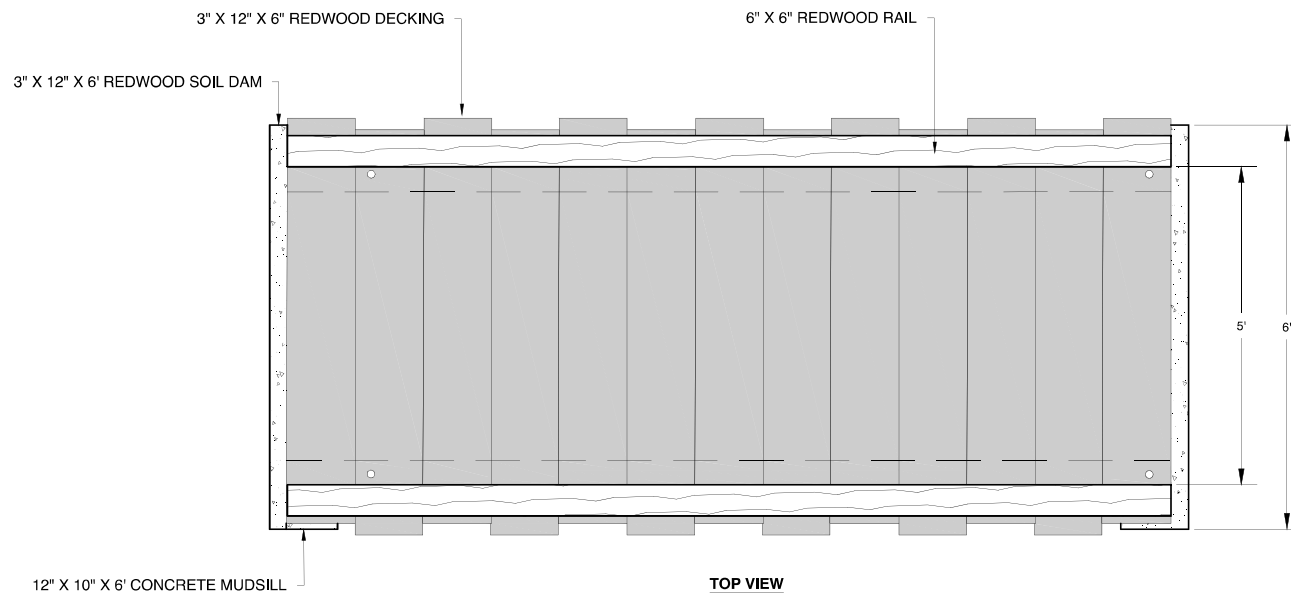 3" X 12" X 6" REDWOOD DECKING
6" X 6" REDWOOD RAIL
3" X 12" X 6' REDWOOD SOIL DAM
5'
6'
12" X 10" X 6' CONCRETE MUDSILL
TOP VIEW